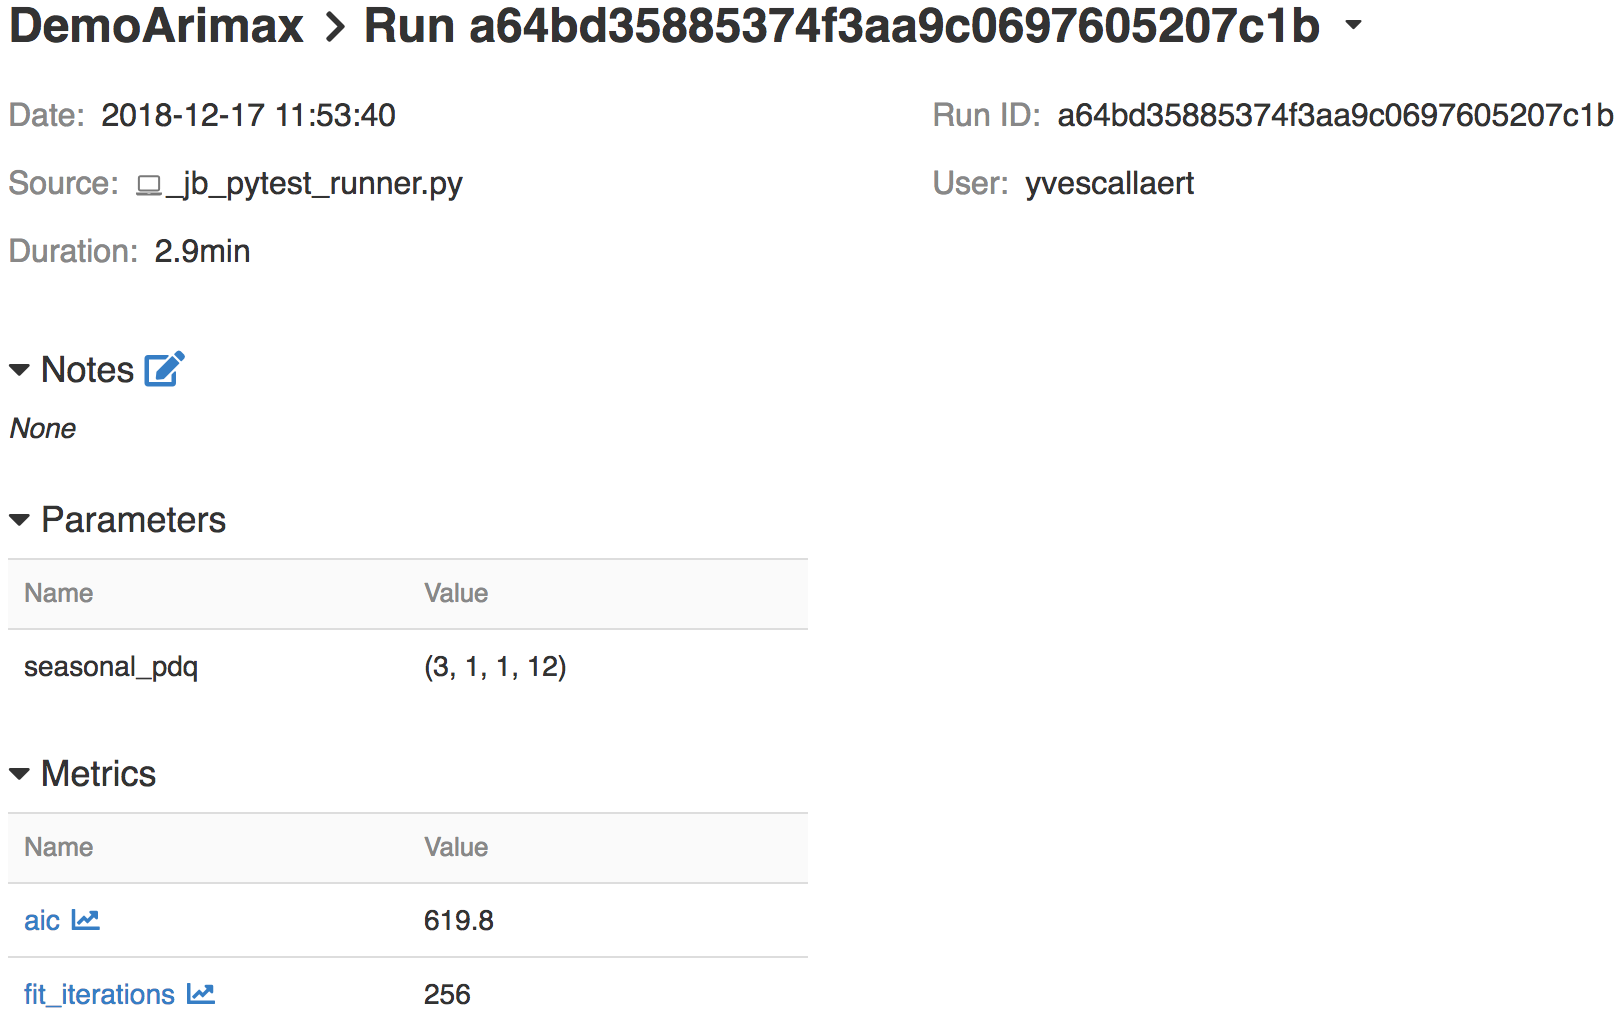 DemoArimax > Run a64bd35885374f3aa9c0697605207c1b
Date: 2018-12-17 11:53:40
Run ID: a64bd35885374f3aa9c0697605207c1b
Source: _jb_pytest_runner.py
User: yvescallaert
Duration: 2.9min
Notes
None
Parameters
Name Value
seasonal_pdq (3, 1, 1, 12)
Metrics
Name Value
aic 619.8
fit_iterations 256